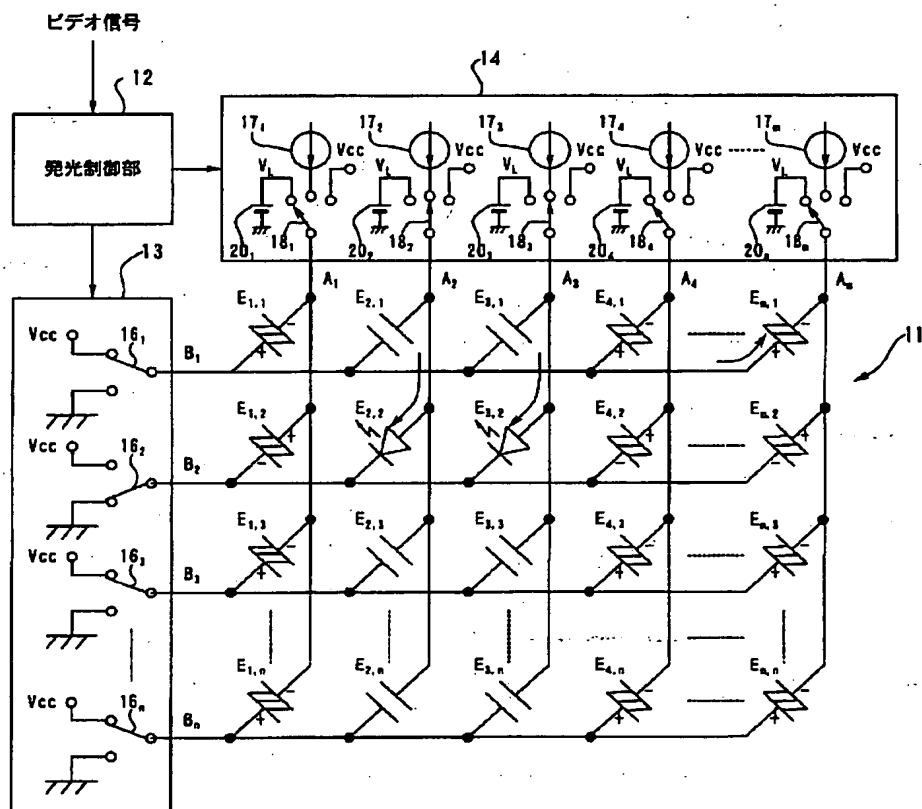 ビデオ信号
12
発光制御部
14
17₁ 17₂ 17₃ 17₄ 17ₘ
Vcc Vcc Vcc Vcc Vcc
V_L V_L V_L V_L V_L
18₁ 18₂ 18₃ 18₄ 18ₘ
20₁ 20₂ 20₃ 20₄
13
A₁ A₂ A₃ A₄ Aₘ
E₁,₁ E₂,₁ E₃,₁ E₄,₁ Eₘ,₁
- - -
+ + +
Vcc 16₁ B₁
11
E₁,₂ E₂,₂ E₃,₂ E₄,₂ Eₘ,₂
+ + +
- - -
Vcc 16₂ B₂
E₁,₃ E₂,₃ E₃,₃ E₄,₃ Eₘ,₃
- - -
+ + +
Vcc 16₃ B₃
E₁,ₙ E₂,ₙ E₃,ₙ E₄,ₙ Eₘ,ₙ
- - -
+ + +
Vcc 16ₙ Bₙ